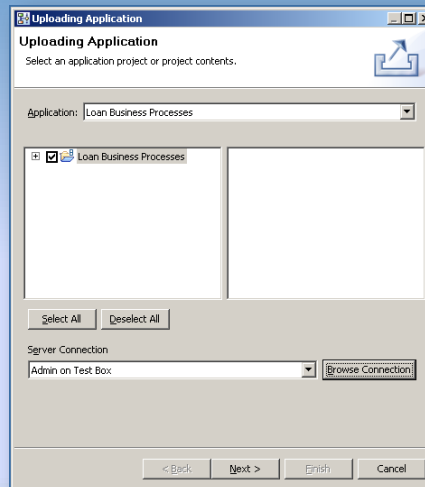 Uploading Application
Uploading Application
Select an application project or project contents.
Application: Loan Business Processes
Loan Business Processes
Select All Deselect All
Server Connection
Admin on Test Box Browse Connection
< Back Next > Finish Cancel